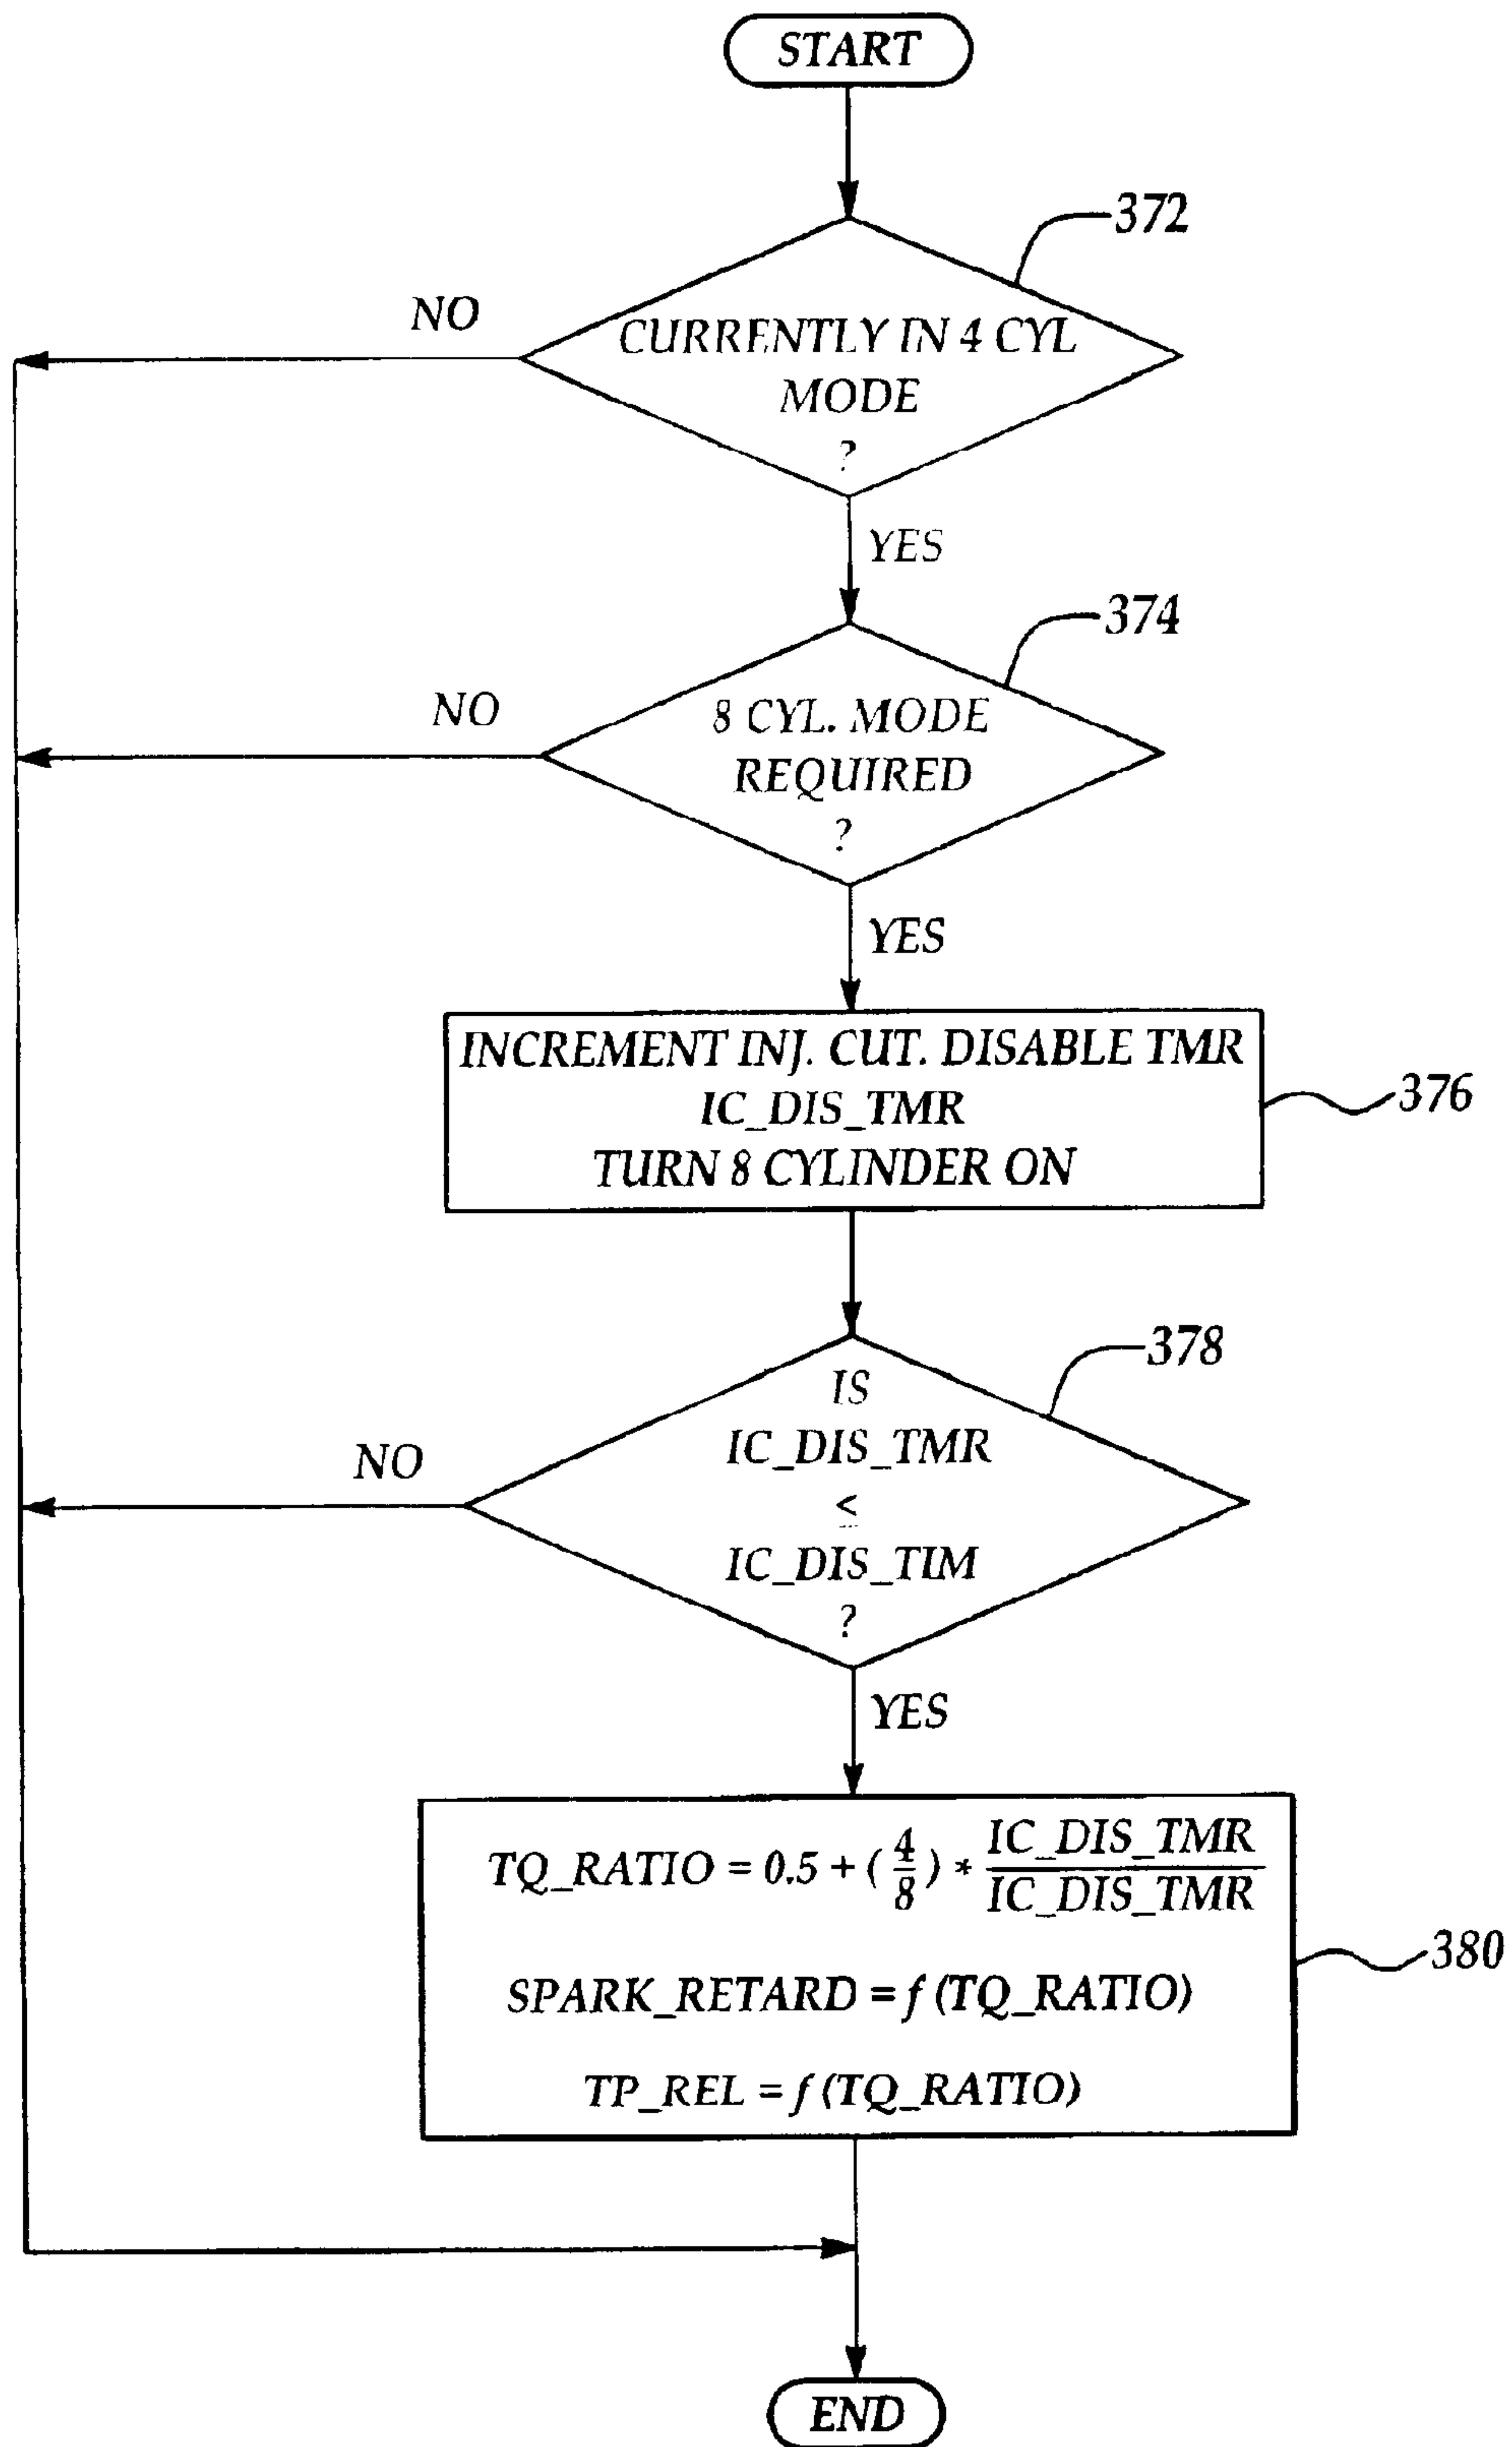 START
372
NO
CURRENTLY IN 4 CYL
MODE
?
YES
374
NO
8 CYL. MODE
REQUIRED
?
YES
INCREMENT INJ. CUT. DISABLE TMR
IC_DIS_TMR
TURN 8 CYLINDER ON
376
378
NO
IS
IC_DIS_TMR
≤
IC_DIS_TIM
?
YES
TQ_RATIO = 0.5 + (4/8) * IC_DIS_TMR/IC_DIS_TMR
SPARK_RETARD = f (TQ_RATIO)
TP_REL = f (TQ_RATIO)
380
END